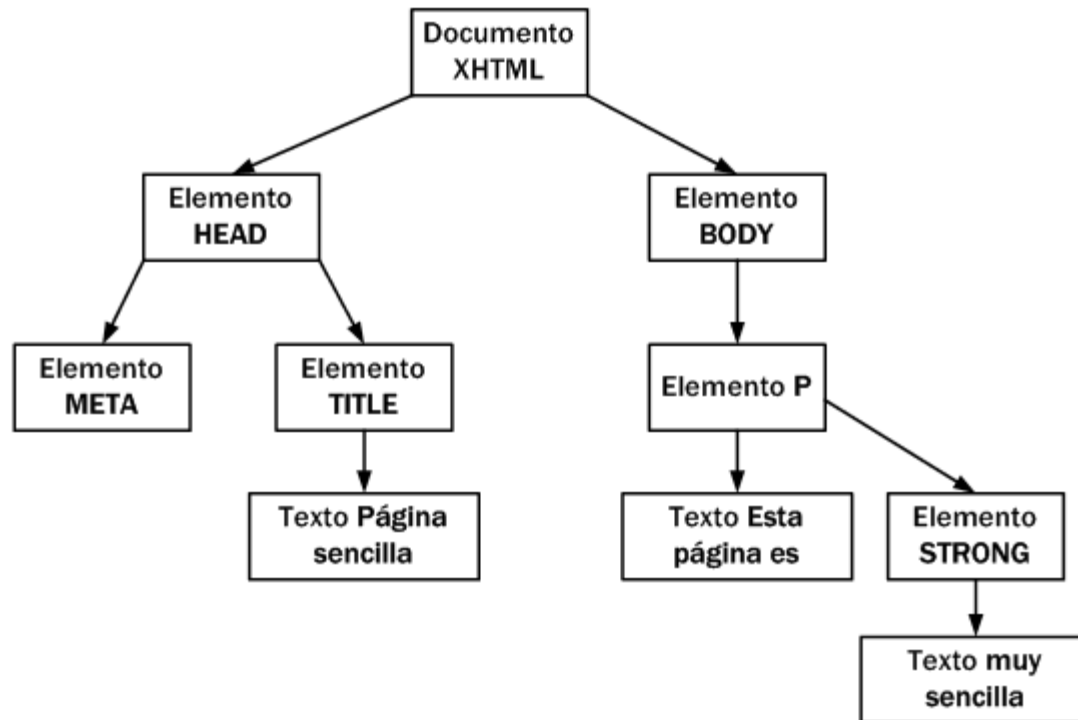 Documento
XHTML
Elemento
HEAD
Elemento
BODY
Elemento
META
Elemento
TITLE
Elemento P
Texto Página
sencilla
Texto Esta
página es
Elemento
STRONG
Texto muy
sencilla